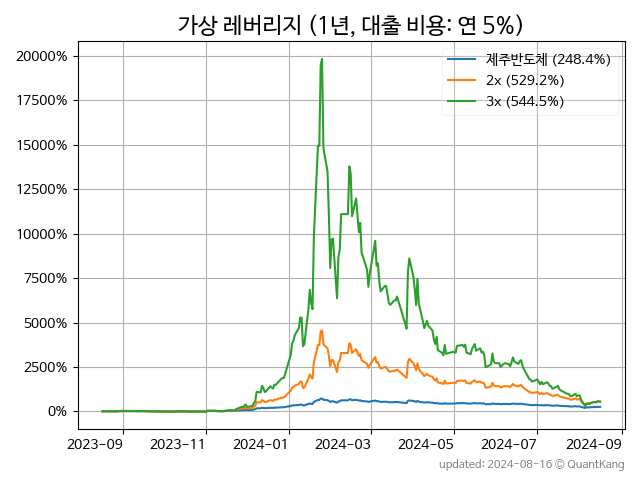 가상 레버리지 (1년, 대출 비용: 연 5%)
제주반도체 (248.4%)
2x (529.2%)
3x (544.5%)
20000%
17500%
15000%
12500%
10000%
7500%
5000%
2500%
0%
2023-09 2023-11 2024-01 2024-03 2024-05 2024-07 2024-09
updated: 2024-08-16 © QuantKang